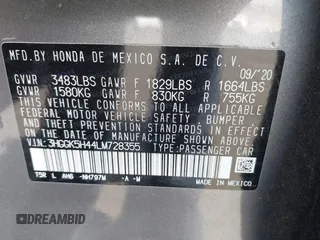 MFD.BY HONDA DE MEXICO S.A. DE C.V.
09/'20
GVWR 3483LBS GAWR F 1829LBS R 1664LBS
GVWR 1580KG GAWR F 830KG R 755KG
THIS VEHICLE CONFORMS TO ALL APPLICABLE
FEDERAL MOTOR VEHICLE SAFETY, BUMPER,
AND THEFT PREVENTION STANDARDS IN EFFECT ON THE
DATE OF MANUFACTURE SHOWN ABOVE.
3HGGK5H44LM728355 TYPE:PASSENGER CAR
NH797M -A -M
MADE IN MEXICO
3 DREAMBID